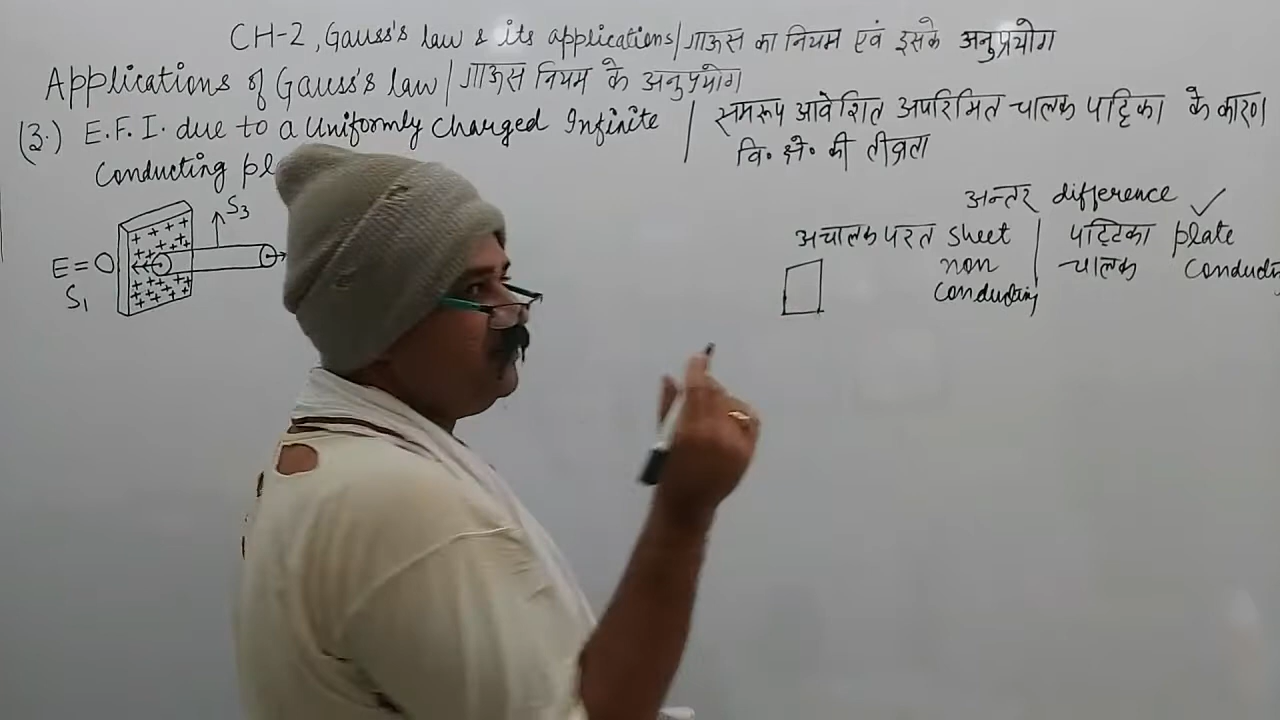 CH-2, Gauss's law & its applications/गाऊस का नियम एवं इसके अनुप्रयोग
Applications of Gauss's law/गाऊस नियम के अनुप्रयोग
(3.) E.F.I. due to a Uniformly Charged Infinite / समरूप आवेशित अपरिमित चालक पट्टिका के कारण
Conducting pl
वि॰ क्षे॰ की तीव्रता
अन्तर difference ✓
अचालक परत sheet | पट्टिका plate
non चालक Conducting
conducting
S3
E=0
S1